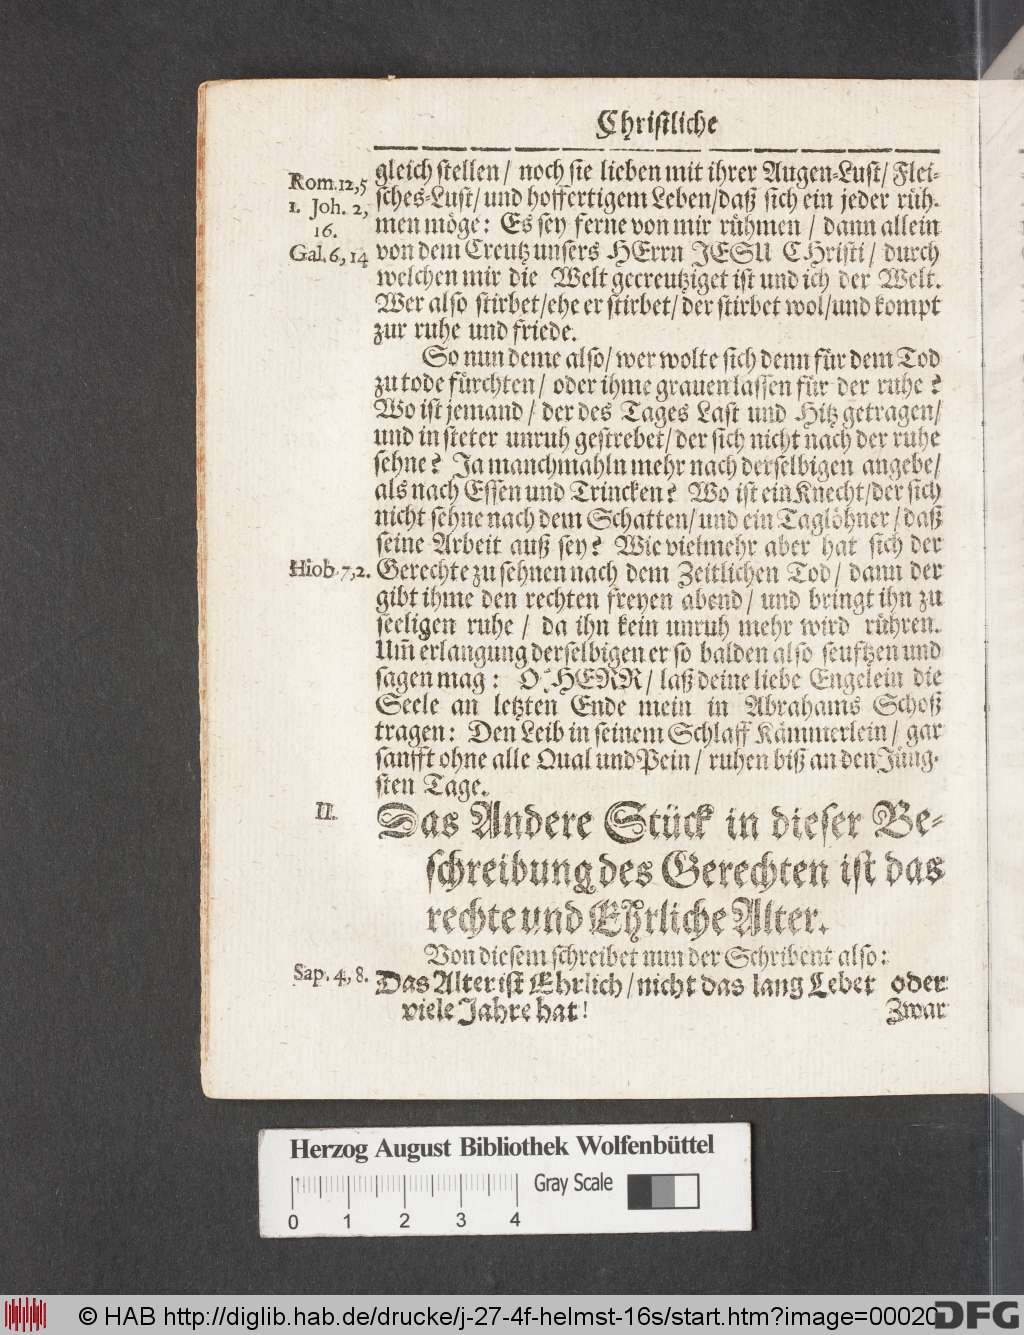 Christliche
gleich stellen / noch sie lieben mit ihrer Augen-Lust / Flei-
Rom. 12, 5
sches-Lust / und hoffertigem Leben / daß sich ein jeder rüh-
1. Joh. 2,
men möge: Es sey ferne von mir rühmen / dann allein
16.
von dem Creutz unsers HErrn JESU CHristi / durch
Gal. 6, 14
welchen mir die Welt gecreutziget ist und ich der Welt.
Wer also stirbet / ehe er stirbet / der stirbet wol / und kompt
zur ruhe und friede.
So nun deme also / wer wolte sich denn für dem Tod
zu tode fürchten / oder ihme grauen lassen für der ruhe?
Wo ist jemand / der des Tages Last und Hitz getragen /
und in steter unruh gestrebet / der sich nicht nach der ruhe
sehne? Ja manchmahln mehr nach derselbigen angebe /
als nach Essen und Trincken? Wo ist ein Knecht / der sich
nicht sehne nach dem Schatten / und ein Taglöhner / daß
seine Arbeit auß sey? Wie vielmehr aber hat sich der
Hiob. 7, 2.
Gerechte zu sehnen nach dem Zeitlichen Tod / dann der
gibt ihme den rechten freyen abend / und bringt ihn zu
seeligen ruhe / da ihn kein unruh mehr wird rühren.
Um̃ erlangung derselbigen er so balden also seufftzen und
sagen mag: O HERR / laß deine liebe Engelein die
Seele an letzten Ende mein in Abrahams Schoß
tragen: Den Leib in seinem Schlaff Kämmerlein / gar
sanfft ohne alle Qual und Pein / ruhen biß an den Jüng-
sten Tage.
II.
Das Andere Stück in dieser Be-
schreibung des Gerechten ist das
rechte und EHrliche Alter.
Von diesem schreibet nun der Schribent also:
Sap. 4, 8.
Das Alter ist Ehrlich / nicht das lang Lebet oder
viele Jahre hat!
Zwar
Herzog August Bibliothek Wolfenbüttel
Gray Scale
0 1 2 3 4
© HAB http://diglib.hab.de/drucke/j-27-4f-helmst-16s/start.htm?image=00020
DFG